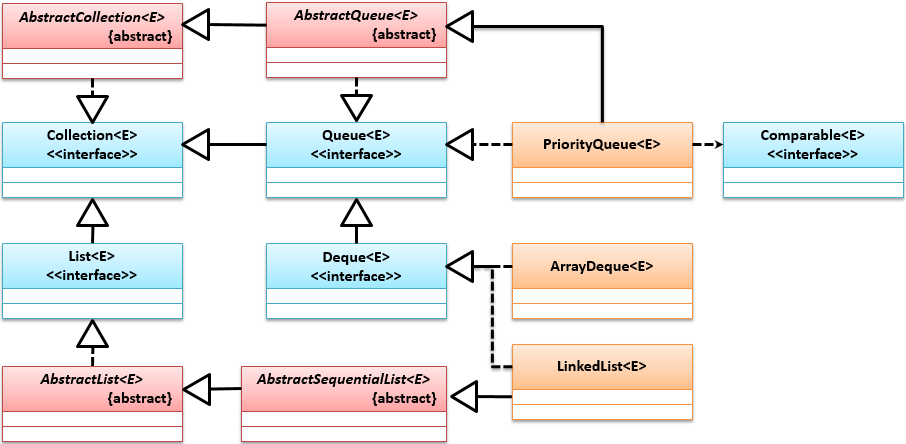 AbstractCollection<E>
{abstract}
AbstractQueue<E>
{abstract}
Collection<E>
<<interface>>
Queue<E>
<<interface>>
PriorityQueue<E>
Comparable<E>
<<interface>>
List<E>
<<interface>>
Deque<E>
<<interface>>
ArrayDeque<E>
AbstractList<E>
{abstract}
AbstractSequentialList<E>
{abstract}
LinkedList<E>